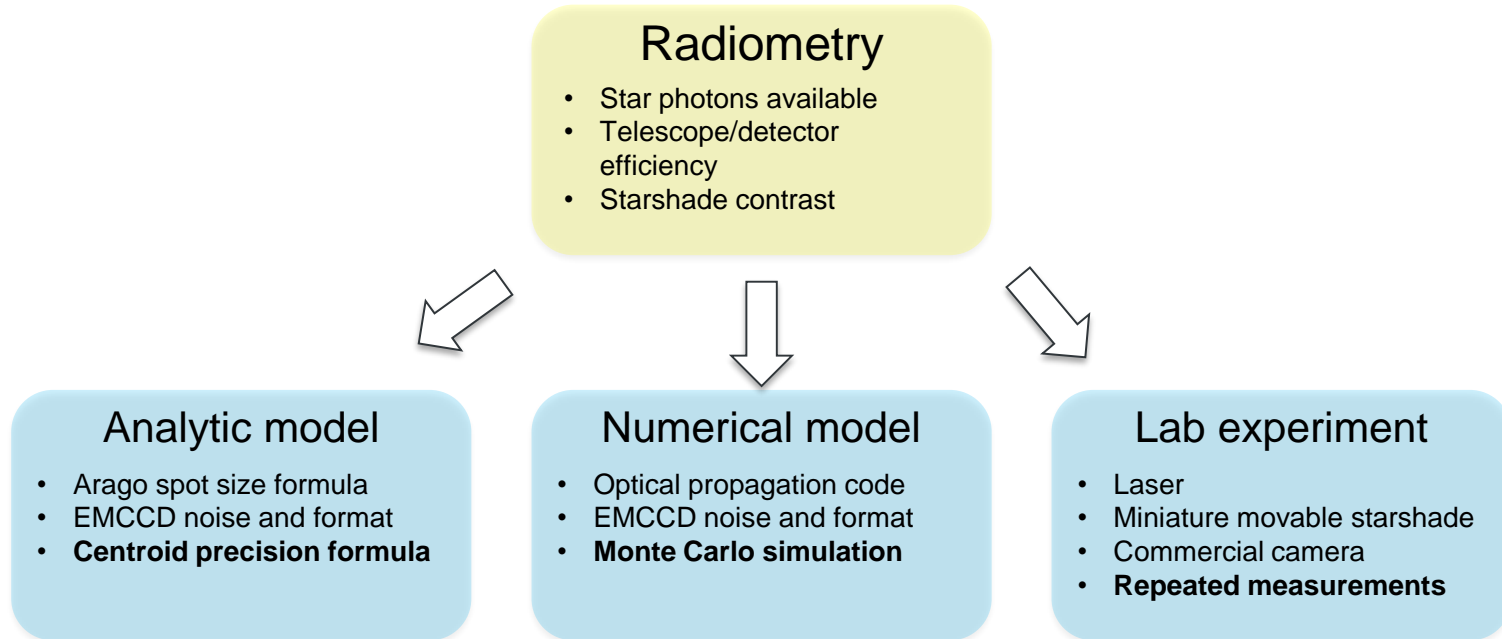 Radiometry
• Star photons available
• Telescope/detector
efficiency
• Starshade contrast
Analytic model
• Arago spot size formula
• EMCCD noise and format
• Centroid precision formula
Numerical model
• Optical propagation code
• EMCCD noise and format
• Monte Carlo simulation
Lab experiment
• Laser
• Miniature movable starshade
• Commercial camera
• Repeated measurements